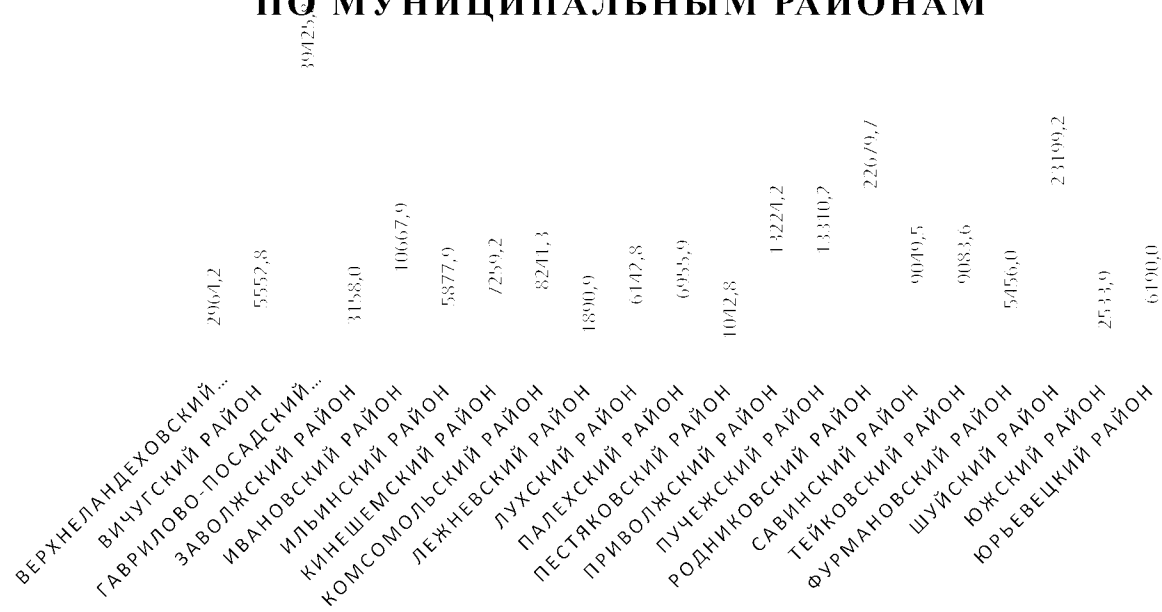 ПО МУНИЦИПАЛЬНЫМ РАЙОНАМ
2964,2
5552,8
3158,0
10667,9
5877,9
7259,2
8241,3
1890,9
6142,8
6955,9
1042,8
13224,2
13310,2
22679,7
9049,5
9083,6
5456,0
23199,2
2533,9
6190,0
ВЕРХНЕЛАНДЕХОВСКИЙ…
ВИЧУГСКИЙ РАЙОН
ГАВРИЛОВО-ПОСАДСКИЙ…
ЗАВОЛЖСКИЙ РАЙОН
ИВАНОВСКИЙ РАЙОН
ИЛЬИНСКИЙ РАЙОН
КИНЕШЕМСКИЙ РАЙОН
КОМСОМОЛЬСКИЙ РАЙОН
ЛЕЖНЕВСКИЙ РАЙОН
ЛУХСКИЙ РАЙОН
ПАЛЕХСКИЙ РАЙОН
ПЕСТЯКОВСКИЙ РАЙОН
ПРИВОЛЖСКИЙ РАЙОН
ПУЧЕЖСКИЙ РАЙОН
РОДНИКОВСКИЙ РАЙОН
САВИНСКИЙ РАЙОН
ТЕЙКОВСКИЙ РАЙОН
ФУРМАНОВСКИЙ РАЙОН
ШУЙСКИЙ РАЙОН
ЮЖСКИЙ РАЙОН
ЮРЬЕВЕЦКИЙ РАЙОН